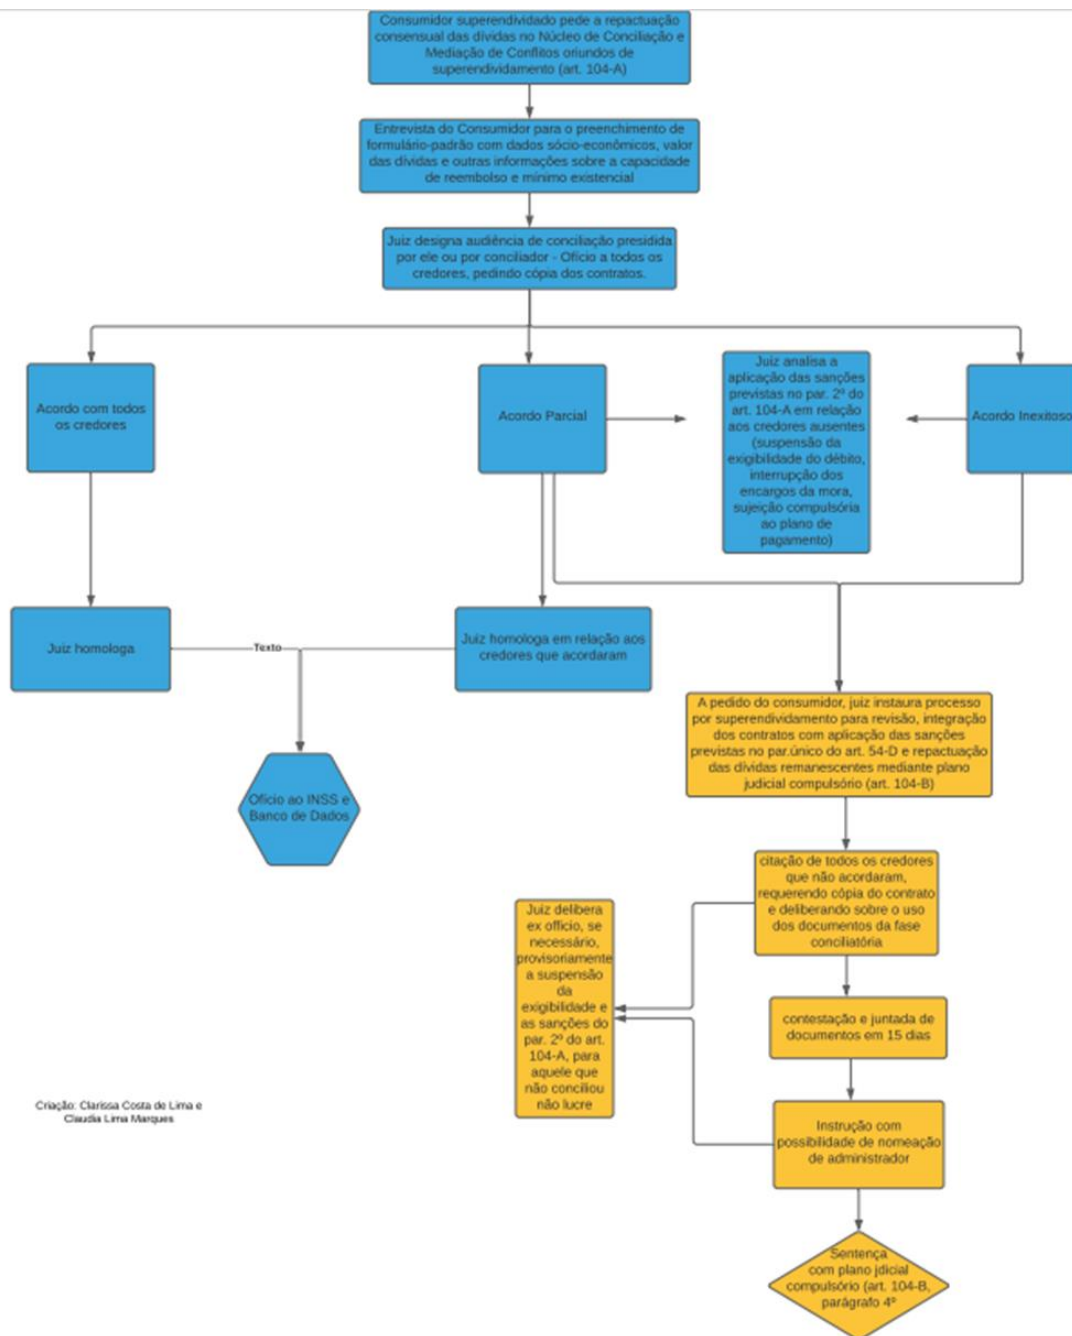 Consumidor superendividado pede a repactuação
consensual das dívidas no Núcleo de Conciliação e
Mediação de Conflitos oriundos de
superendividamento (art. 104-A)
Entrevista do Consumidor para o preenchimento de
formulário-padrão com dados sócio-econômicos, valor
das dívidas e outras informações sobre a capacidade
de reembolso e mínimo existencial
Juiz designa audiência de conciliação presidida
por ele ou por conciliador - Ofício a todos os
credores, pedindo cópia dos contratos.
Acordo com todos
os credores
Acordo Parcial
Juiz analisa a
aplicação das sanções
previstas no par. 2º do
art. 104-A em relação
aos credores ausentes
(suspensão da
exigibilidade do débito,
interrupção dos
encargos da mora,
sujeição compulsória
ao plano de
pagamento)
Acordo Inexitoso
Juiz homologa
Texto
Juiz homologa em relação aos
credores que acordaram
Ofício ao INSS e
Banco de Dados
A pedido do consumidor, juiz instaura processo
por superendividamento para revisão, integração
dos contratos com aplicação das sanções
previstas no par.único do art. 54-D e repactuação
das dívidas remanescentes mediante plano
judicial compulsório (art. 104-B)
citação de todos os credores
que não acordaram,
requerendo cópia do contrato
e deliberando sobre o uso
dos documentos da fase
conciliatória
Juiz delibera
ex officio, se
necessário,
provisoriamente
a suspensão
da
exigibilidade e
as sanções do
par. 2º do art.
104-A, para
aquele que
não conciliou
não lucre
contestação e juntada de
documentos em 15 dias
Instrução com
possibilidade de nomeação
de administrador
Sentença
com plano jdicial
compulsório (art. 104-B,
parágrafo 4º
Criação: Clarissa Costa de Lima e
Claudia Lima Marques